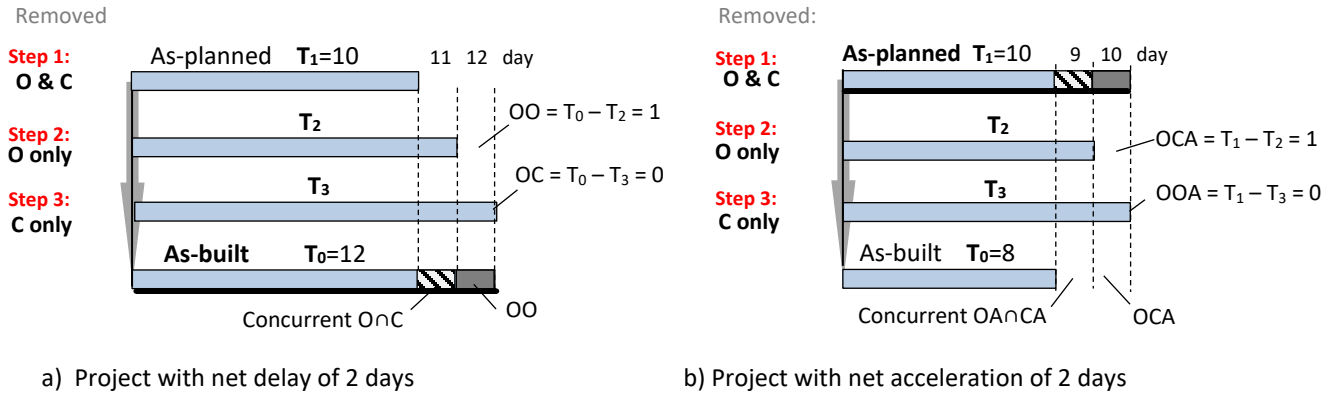 Removed
Step 1:
O & C
As-planned T1=10
11 12 day
Step 2:
O only
T2
OO = T0 – T2 = 1
Step 3:
C only
T3
OC = T0 – T3 = 0
As-built T0=12
Concurrent O∩C
OO
a) Project with net delay of 2 days
Removed:
Step 1:
O & C
As-planned T1=10
9 10 day
Step 2:
O only
T2
OCA = T1 – T2 = 1
Step 3:
C only
T3
OOA = T1 – T3 = 0
As-built T0=8
Concurrent OA∩CA
OCA
b) Project with net acceleration of 2 days